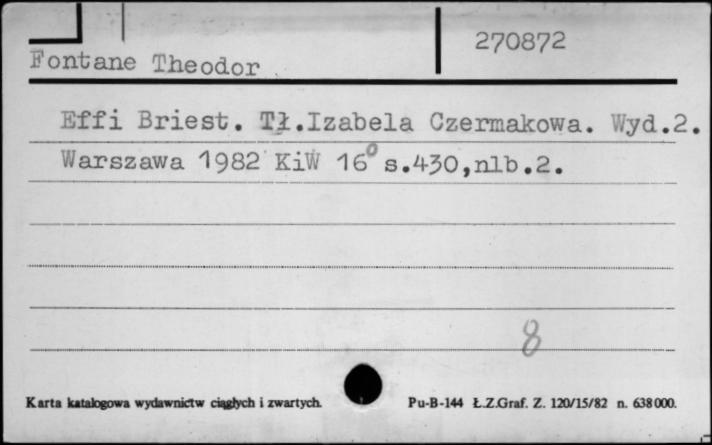 270872
Fontane Theodor
Effi Briest. Tł.Izabela Czermakowa. Wyd.2.
Warszawa 1982 KiW 16° s.430,nlb.2.
8
Karta katalogowa wydawnictw ciągłych i zwartych. Pu-B-144 Ł.Z.Graf. Z. 120/15/82 n. 638000.